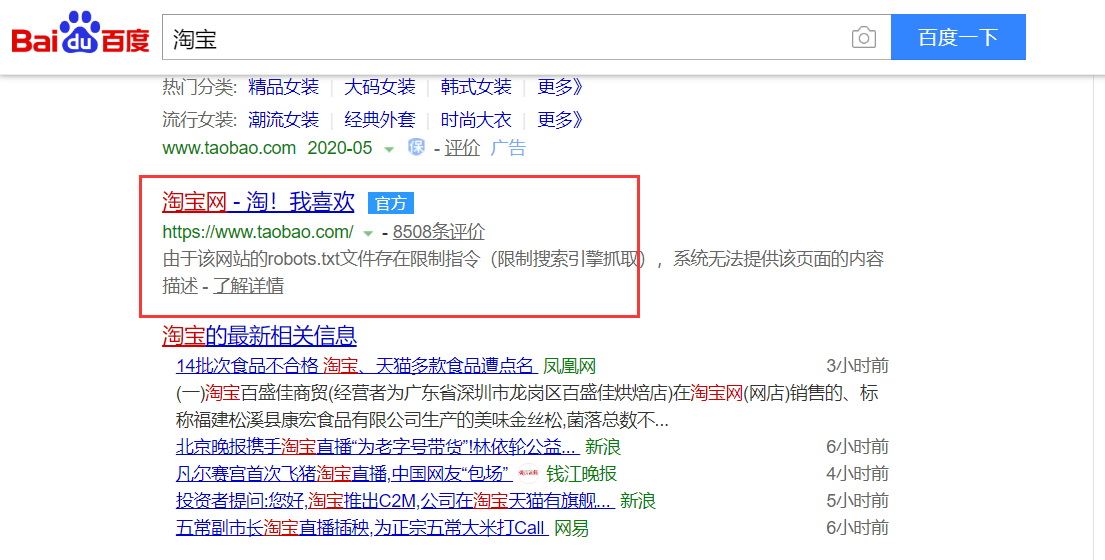 Bai du 百度 淘宝 百度一下
热门分类: 精品女装 大码女装 韩式女装 更多》
流行女装: 潮流女装 经典外套 时尚大衣 更多》
www.taobao.com 2020-05 保 - 评价 广告
淘宝网 - 淘！我喜欢 官方
https://www.taobao.com/ - 8508条评价
由于该网站的robots.txt文件存在限制指令（限制搜索引擎抓取），系统无法提供该页面的内容
描述 - 了解详情
淘宝的最新相关信息
14批次食品不合格 淘宝、天猫多款食品遭点名 凤凰网 3小时前
(一)淘宝百盛佳商贸(经营者为广东省深圳市龙岗区百盛佳烘焙店)在淘宝网(网店)销售的、标
称福建松溪县康宏食品有限公司生产的美味金丝松,菌落总数不...
北京晚报携手淘宝直播“为老字号带货”!林依轮公益... 新浪 6小时前
凡尔赛宫首次飞猪淘宝直播,中国网友“包场” 钱江晚报 4小时前
投资者提问:您好,淘宝推出C2M,公司在淘宝天猫有旗舰... 新浪 5小时前
五常副市长淘宝直播插秧,为正宗五常大米打Call 网易 6小时前